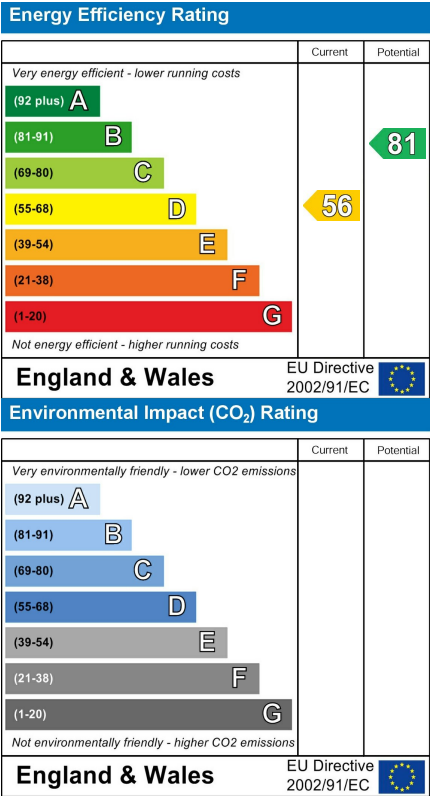 Energy Efficiency Rating
Current Potential
Very energy efficient - lower running costs
(92 plus) A
(81-91) B
81
(69-80) C
(55-68) D
56
(39-54) E
(21-38) F
(1-20) G
Not energy efficient - higher running costs
England & Wales
EU Directive
2002/91/EC
Environmental Impact (CO₂) Rating
Current Potential
Very environmentally friendly - lower CO2 emissions
(92 plus) A
(81-91) B
(69-80) C
(55-68) D
(39-54) E
(21-38) F
(1-20) G
Not environmentally friendly - higher CO2 emissions
England & Wales
EU Directive
2002/91/EC